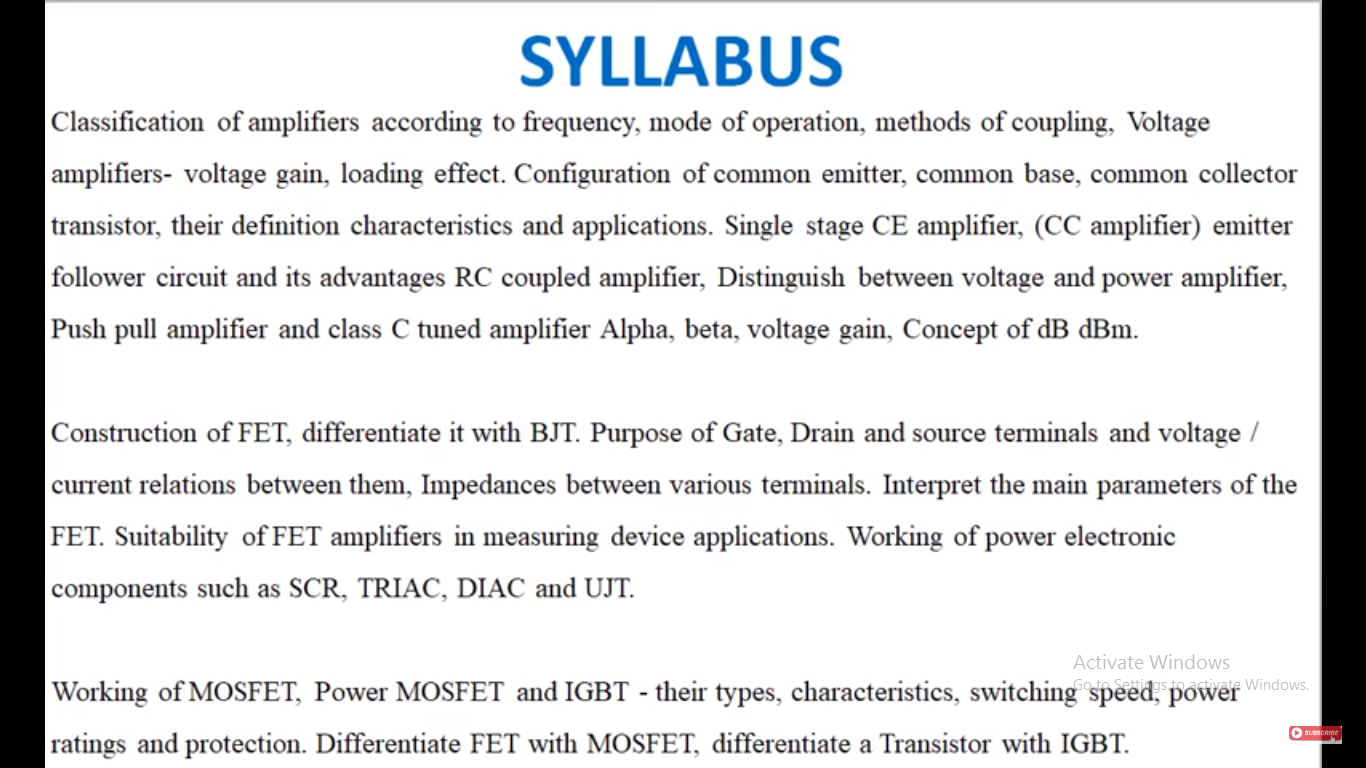 SYLLABUS
Classification of amplifiers according to frequency, mode of operation, methods of coupling, Voltage
amplifiers- voltage gain, loading effect. Configuration of common emitter, common base, common collector
transistor, their definition characteristics and applications. Single stage CE amplifier, (CC amplifier) emitter
follower circuit and its advantages RC coupled amplifier, Distinguish between voltage and power amplifier,
Push pull amplifier and class C tuned amplifier Alpha, beta, voltage gain, Concept of dB dBm.
Construction of FET, differentiate it with BJT. Purpose of Gate, Drain and source terminals and voltage /
current relations between them, Impedances between various terminals. Interpret the main parameters of the
FET. Suitability of FET amplifiers in measuring device applications. Working of power electronic
components such as SCR, TRIAC, DIAC and UJT.
Activate Windows
Go to Settings to activate Windows.
Working of MOSFET, Power MOSFET and IGBT - their types, characteristics, switching speed, power
ratings and protection. Differentiate FET with MOSFET, differentiate a Transistor with IGBT.
SUBSCRIBE